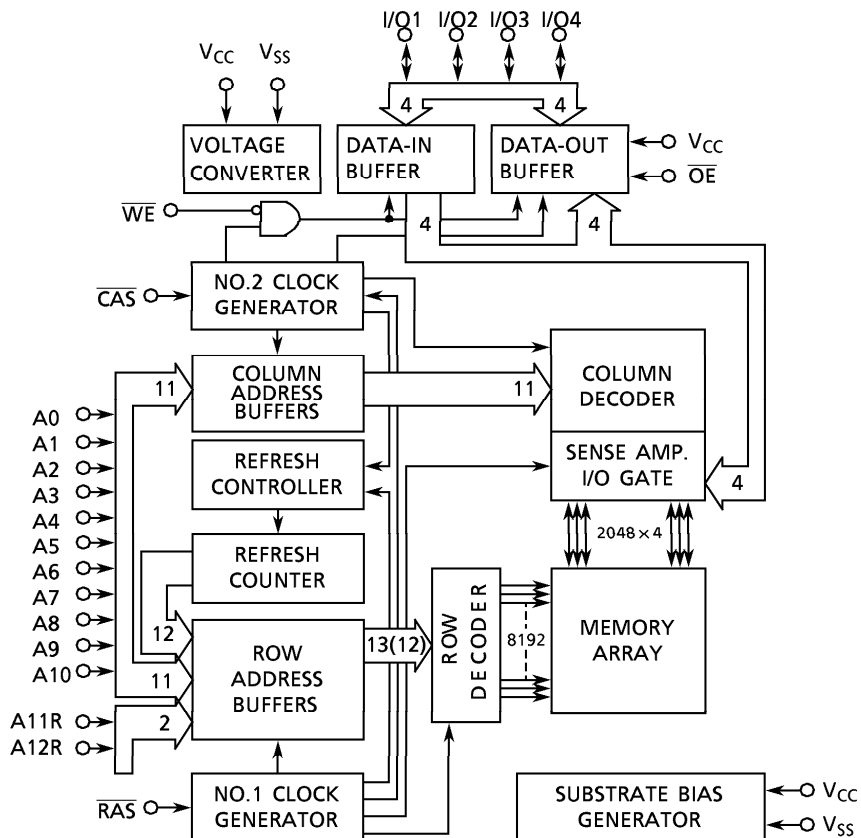 I/O1 I/O2 I/O3 I/O4
VCC VSS
4 4
VOLTAGE
CONVERTER
DATA-IN
BUFFER
DATA-OUT
BUFFER
VCC
OE
WE
4
4
CAS
NO.2 CLOCK
GENERATOR
11
COLUMN
ADDRESS
BUFFERS
11
COLUMN
DECODER
A0
A1
A2
A3
A4
A5
A6
A7
A8
A9
A10
A11R
A12R
REFRESH
CONTROLLER
SENSE AMP.
I/O GATE
4
2048×4
REFRESH
COUNTER
12
11
2
ROW
ADDRESS
BUFFERS
13(12)
ROW
DECODER
8192
MEMORY
ARRAY
RAS
NO.1 CLOCK
GENERATOR
SUBSTRATE BIAS
GENERATOR
VCC
VSS